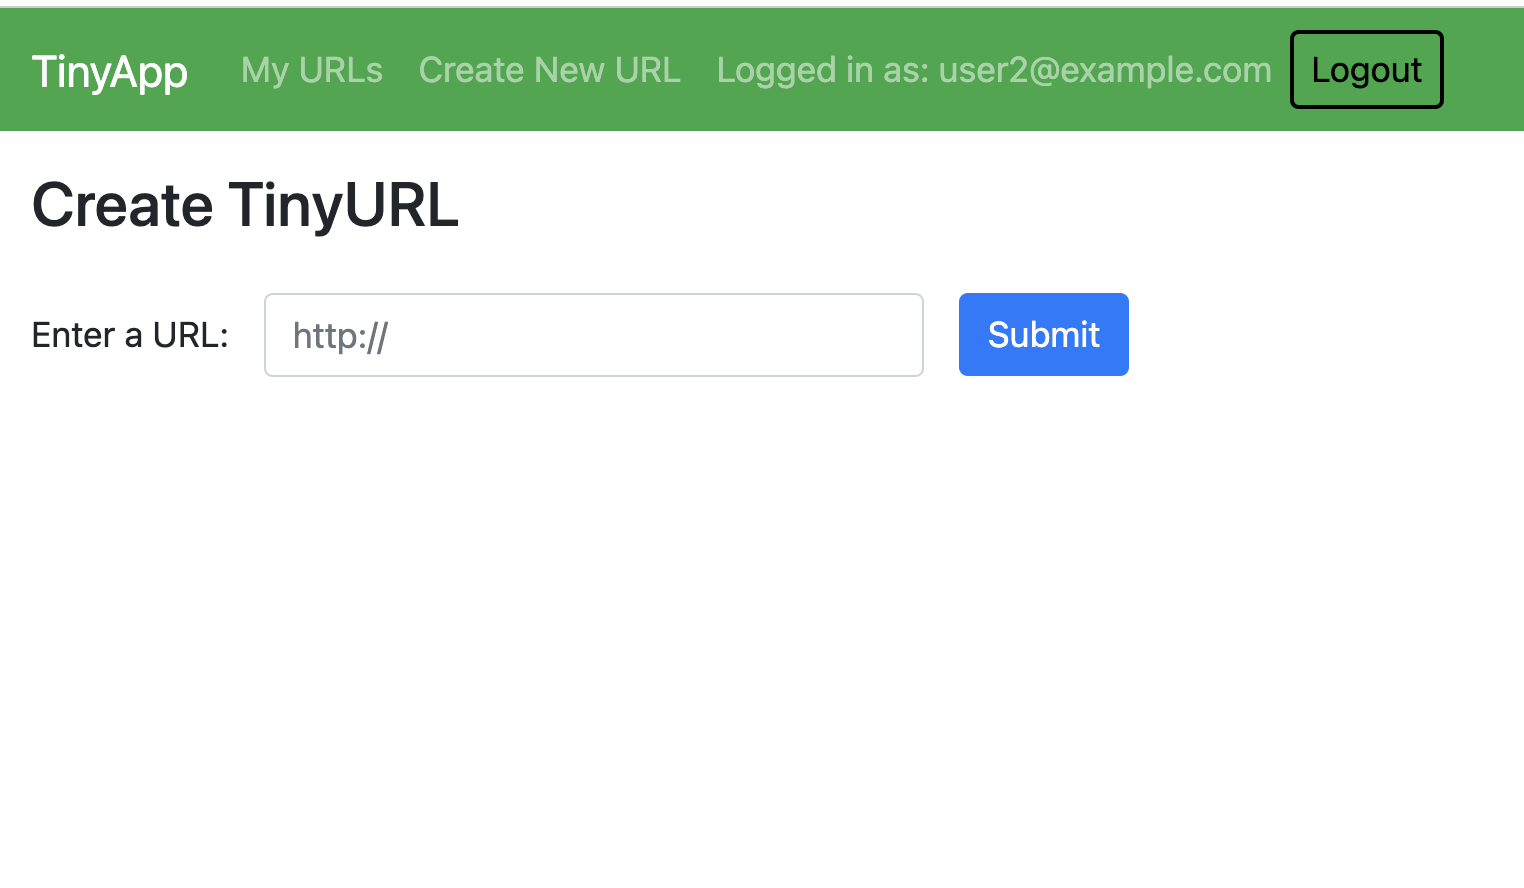 TinyApp My URLs Create New URL Logged in as: user2@example.com Logout
Create TinyURL
Enter a URL: http:// Submit